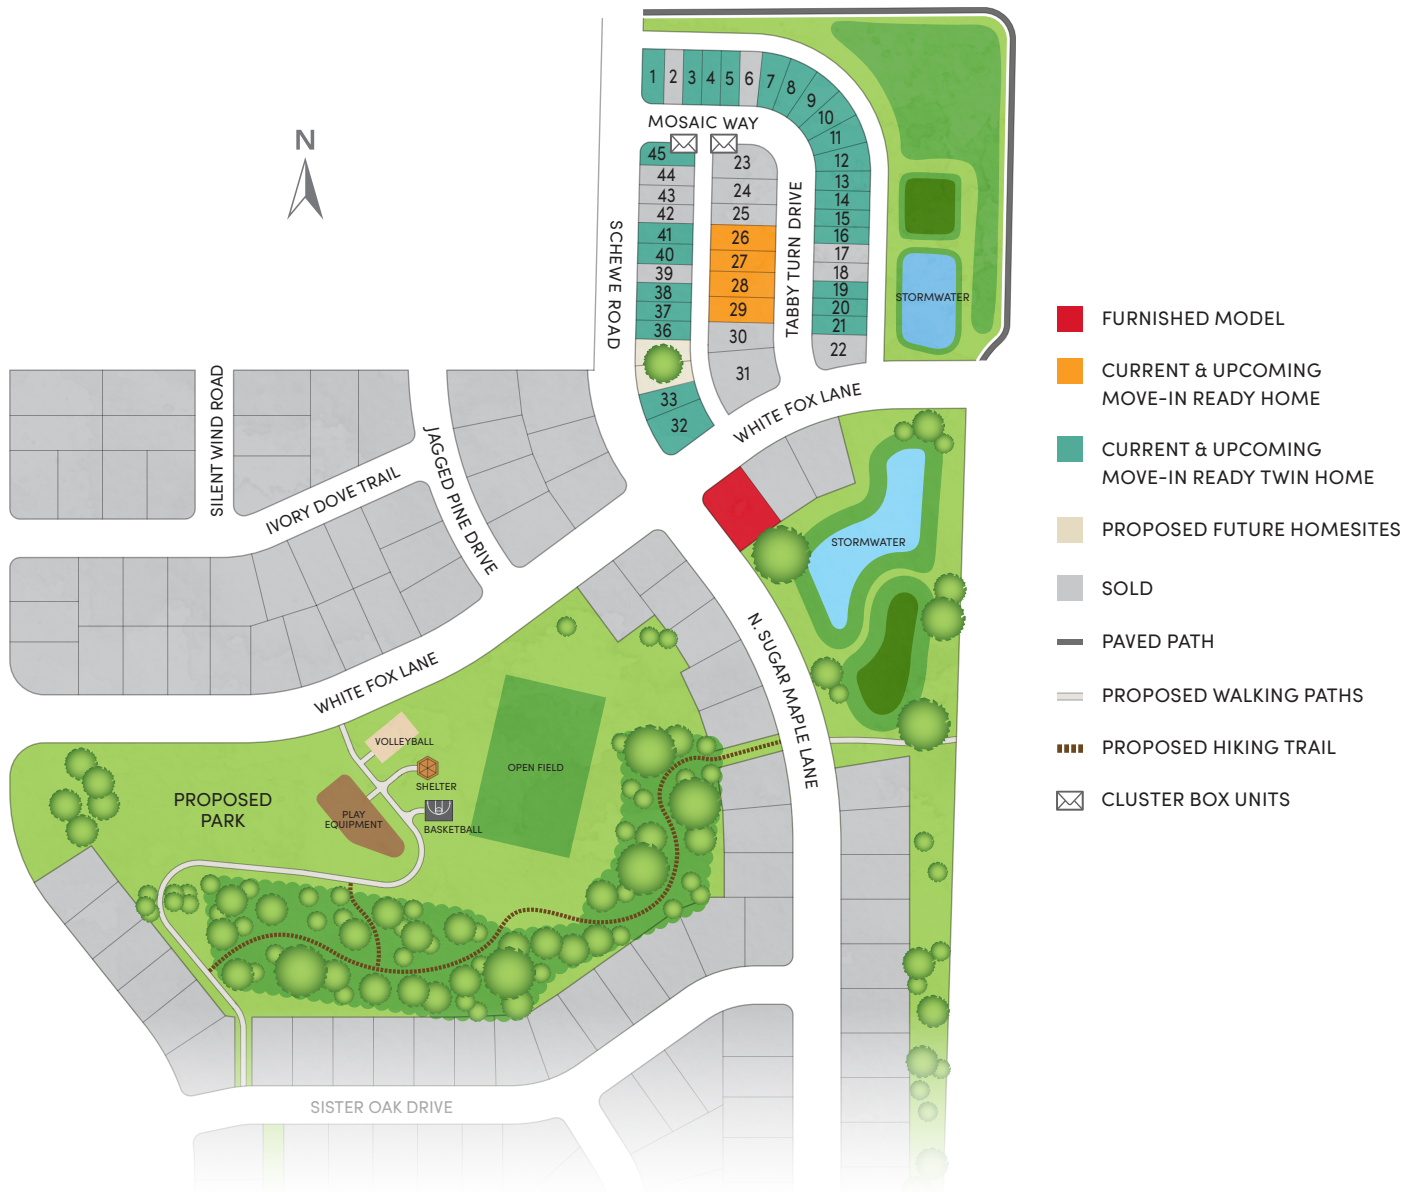 N
1
2
3
4
5
6
7
8
9
10
11
12
13
14
15
16
17
18
19
20
21
22
MOSAIC WAY
45
44
43
42
41
40
39
38
37
36
33
32
23
24
25
26
27
28
29
30
31
SCHEWE ROAD
TABBY TURN DRIVE
STORMWATER
WHITE FOX LANE
SILENT WIND ROAD
IVORY DOVE TRAIL
JAGGED PINE DRIVE
STORMWATER
N. SUGAR MAPLE LANE
WHITE FOX LANE
VOLLEYBALL
SHELTER
PLAY
EQUIPMENT
BASKETBALL
OPEN FIELD
PROPOSED
PARK
SISTER OAK DRIVE
FURNISHED MODEL
CURRENT & UPCOMING
MOVE-IN READY HOME
CURRENT & UPCOMING
MOVE-IN READY TWIN HOME
PROPOSED FUTURE HOMESITES
SOLD
PAVED PATH
PROPOSED WALKING PATHS
PROPOSED HIKING TRAIL
CLUSTER BOX UNITS